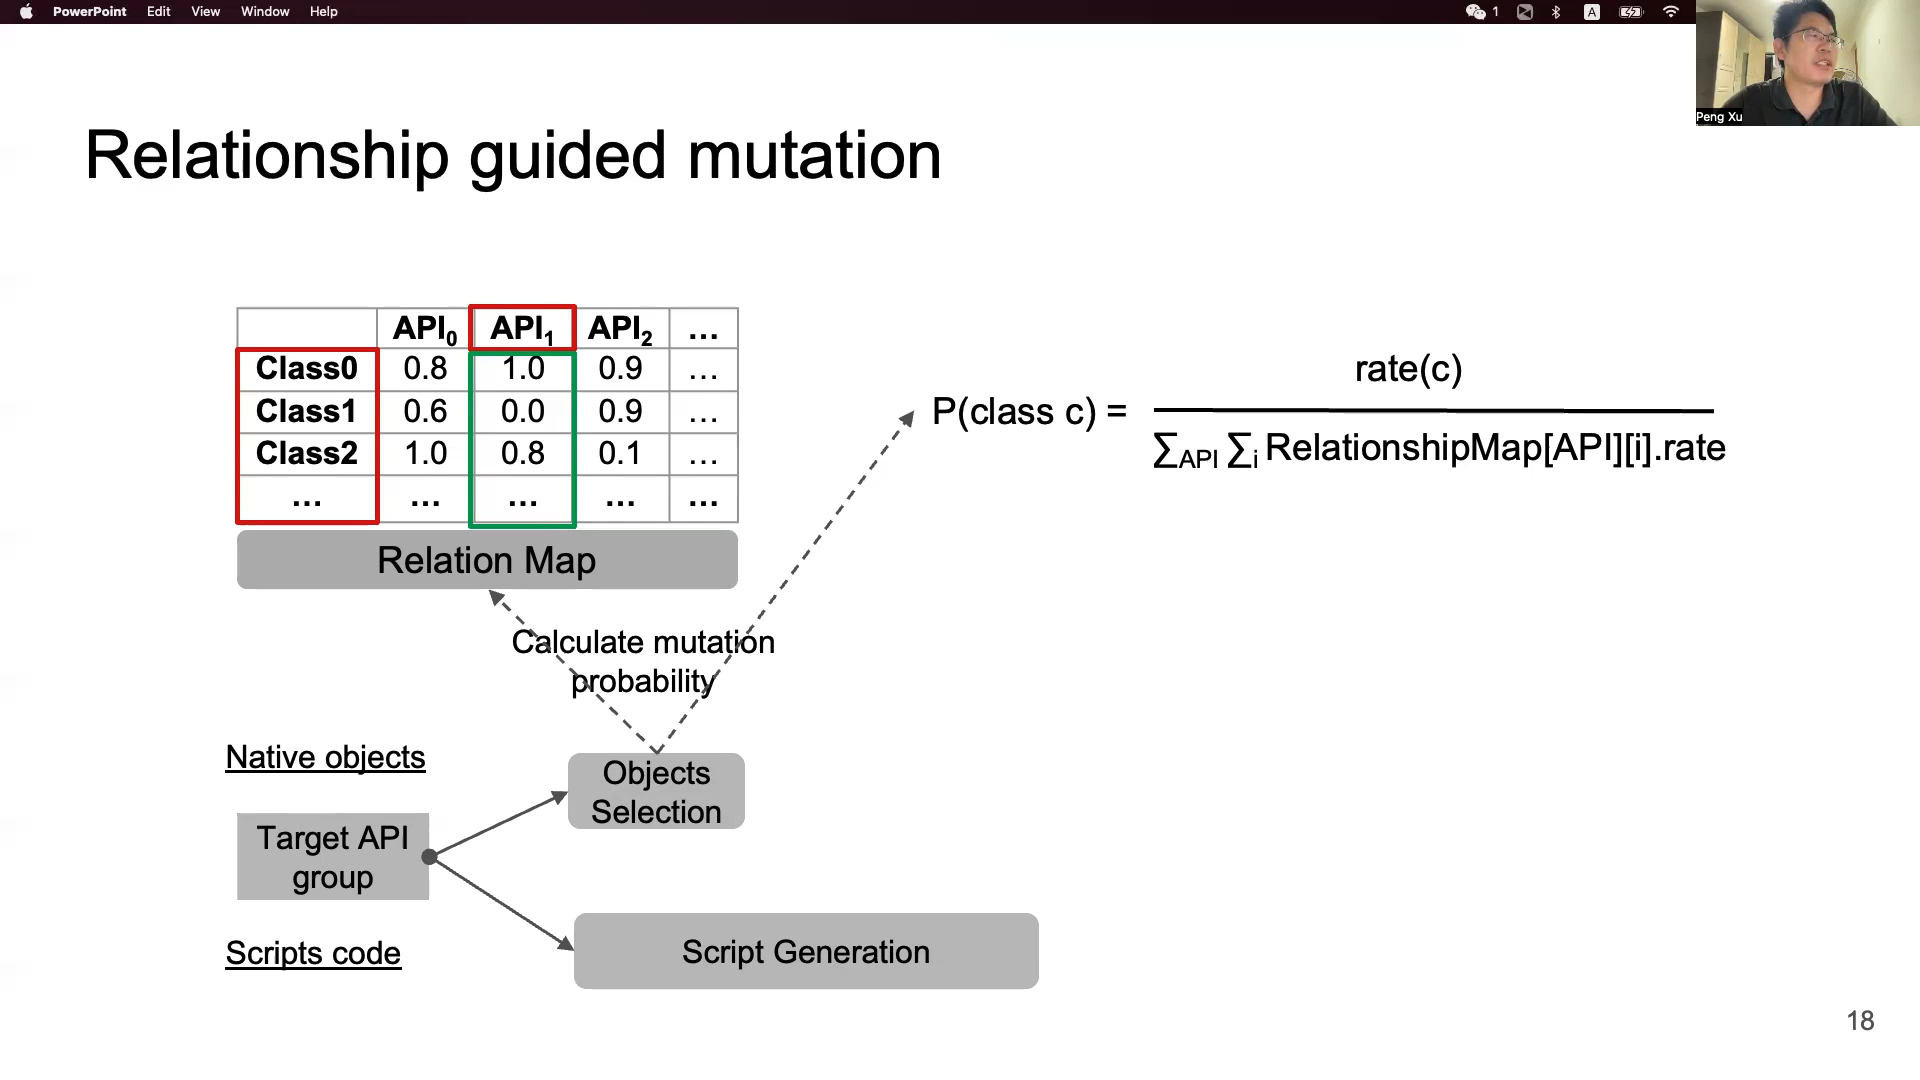 PowerPoint Edit View Window Help 1 A
Peng Xu
Relationship guided mutation
API0 API1 API2 ...
Class0 0.8 1.0 0.9 ...
Class1 0.6 0.0 0.9 ...
Class2 1.0 0.8 0.1 ...
... ... ... ... ...
Relation Map
rate(c)
P(class c) =
∑API ∑i RelationshipMap[API][i].rate
Calculate mutation
probability
Native objects
Objects
Selection
Target API
group
Scripts code
Script Generation
18